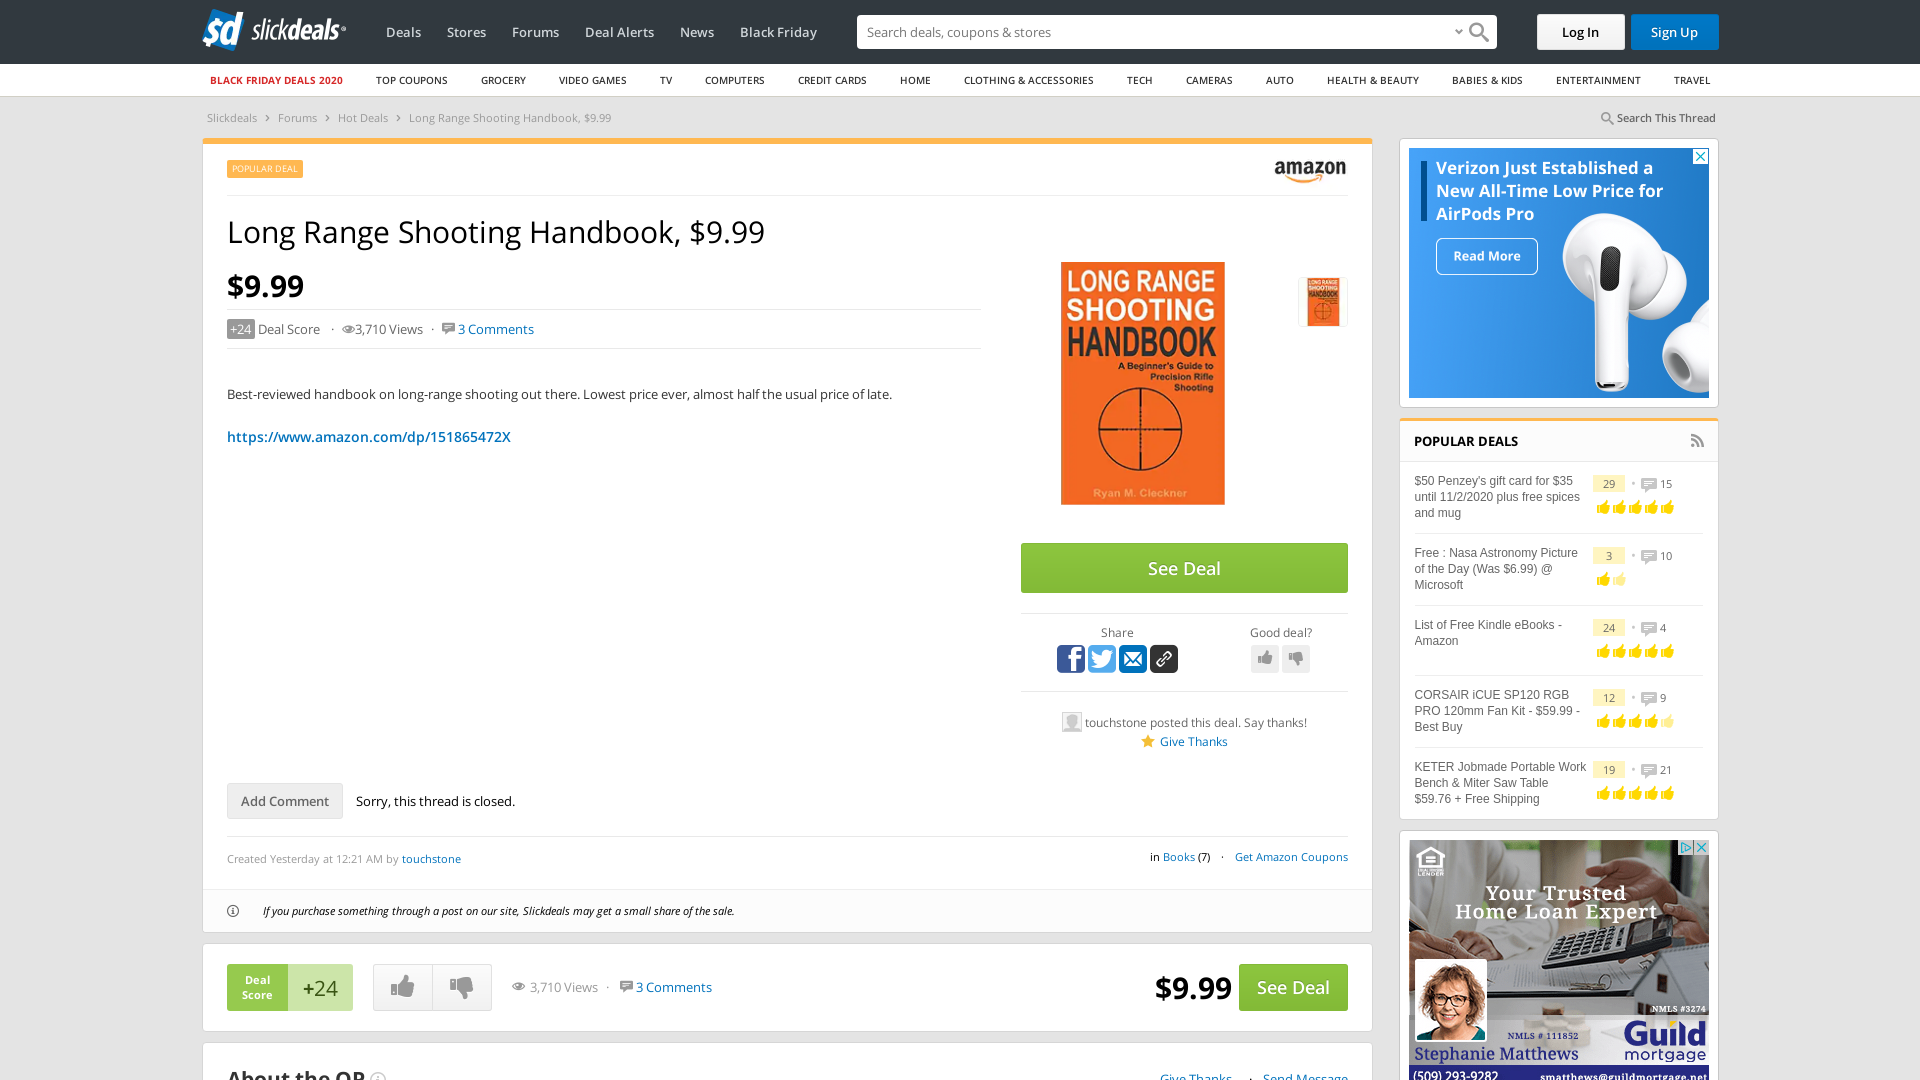 slickdeals
Deals
Stores
Forums
Deal Alerts
News
Black Friday
Search deals, coupons & stores
Log In
Sign Up
BLACK FRIDAY DEALS 2020
TOP COUPONS
GROCERY
VIDEO GAMES
TV
COMPUTERS
CREDIT CARDS
HOME
CLOTHING & ACCESSORIES
TECH
CAMERAS
AUTO
HEALTH & BEAUTY
BABIES & KIDS
ENTERTAINMENT
TRAVEL
Slickdeals > Forums > Hot Deals > Long Range Shooting Handbook, $9.99
Search This Thread
POPULAR DEAL
amazon
Long Range Shooting Handbook, $9.99
$9.99
+24 Deal Score · 3,710 Views · 3 Comments
Best-reviewed handbook on long-range shooting out there. Lowest price ever, almost half the usual price of late.
https://www.amazon.com/dp/151865472X
LONG RANGE
SHOOTING
HANDBOOK
A Beginner's Guide to
Precision Rifle
Shooting
Ryan M. Cleckner
See Deal
Share
Good deal?
touchstone posted this deal. Say thanks!
Give Thanks
Add Comment
Sorry, this thread is closed.
Created Yesterday at 12:21 AM by touchstone
in Books (7) · Get Amazon Coupons
If you purchase something through a post on our site, Slickdeals may get a small share of the sale.
Deal
Score
+24
3,710 Views · 3 Comments
$9.99
See Deal
About the OP
Give Thanks · Send Message
Verizon Just Established a
New All-Time Low Price for
AirPods Pro
Read More
POPULAR DEALS
$50 Penzey's gift card for $35
until 11/2/2020 plus free spices
and mug
29 · 15
Free : Nasa Astronomy Picture
of the Day (Was $6.99) @
Microsoft
3 · 10
List of Free Kindle eBooks -
Amazon
24 · 4
CORSAIR iCUE SP120 RGB
PRO 120mm Fan Kit - $59.99 -
Best Buy
12 · 9
KETER Jobmade Portable Work
Bench & Miter Saw Table
$59.76 + Free Shipping
19 · 21
Your Trusted
Home Loan Expert
NMLS #3274
NMLS # 111852
Guild
mortgage
Stephanie Matthews
(509) 293-9282
smatthews@guildmortgage.net